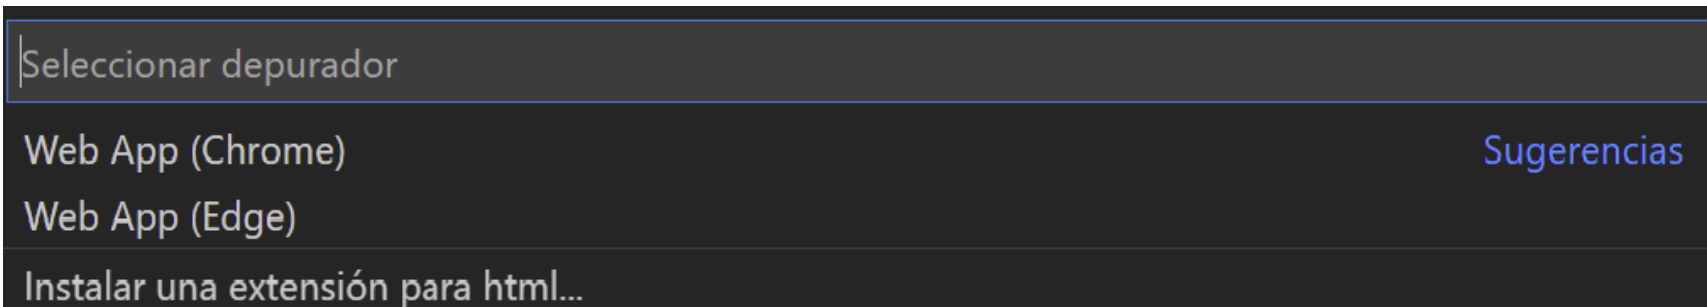 Seleccionar depurador
Web App (Chrome) Sugerencias
Web App (Edge)
Instalar una extensión para html...